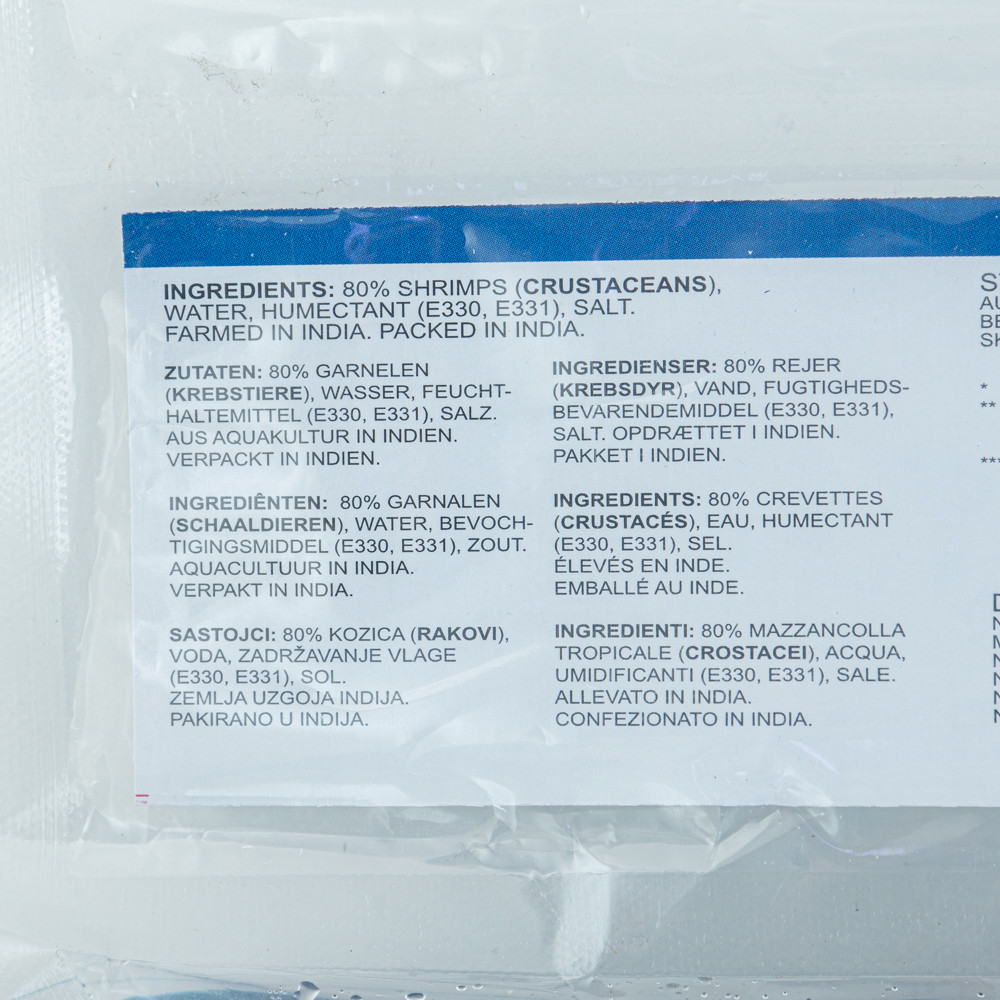 INGREDIENTS: 80% SHRIMPS (CRUSTACEANS),
WATER, HUMECTANT (E330, E331), SALT.
FARMED IN INDIA. PACKED IN INDIA.
ZUTATEN: 80% GARNELEN
(KREBSTIERE), WASSER, FEUCHT-
HALTEMITTEL (E330, E331), SALZ.
AUS AQUAKULTUR IN INDIEN.
VERPACKT IN INDIEN.
INGREDIÊNTEN: 80% GARNALEN
(SCHAALDIEREN), WATER, BEVOCH-
TIGINGSMIDDEL (E330, E331), ZOUT.
AQUACULTUUR IN INDIA.
VERPAKT IN INDIA.
SASTOJCI: 80% KOZICA (RAKOVI),
VODA, ZADRŽAVANJE VLAGE
(E330, E331), SOL.
ZEMLJA UZGOJA INDIJA.
PAKIRANO U INDIJA.
INGREDIENSER: 80% REJER
(KREBSDYR), VAND, FUGTIGHEDS-
BEVARENDEMIDDEL (E330, E331),
SALT. OPDRÆTTET I INDIEN.
PAKKET I INDIEN.
INGREDIENTS: 80% CREVETTES
(CRUSTACÉS), EAU, HUMECTANT
(E330, E331), SEL.
ÉLEVÉS EN INDE.
EMBALLÉ AU INDE.
INGREDIENTI: 80% MAZZANCOLLA
TROPICALE (CROSTACEI), ACQUA,
UMIDIFICANTI (E330, E331), SALE.
ALLEVATO IN INDIA.
CONFEZIONATO IN INDIA.
*
**